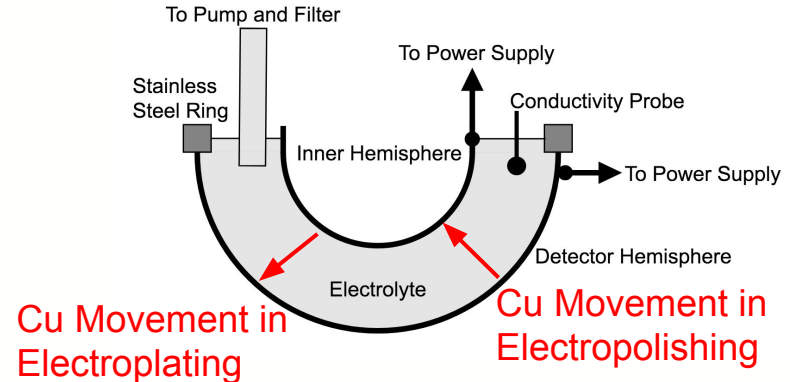 To Pump and Filter
To Power Supply
Stainless
Steel Ring
Conductivity Probe
Inner Hemisphere
To Power Supply
Detector Hemisphere
Electrolyte
Cu Movement in
Electroplating
Cu Movement in
Electropolishing